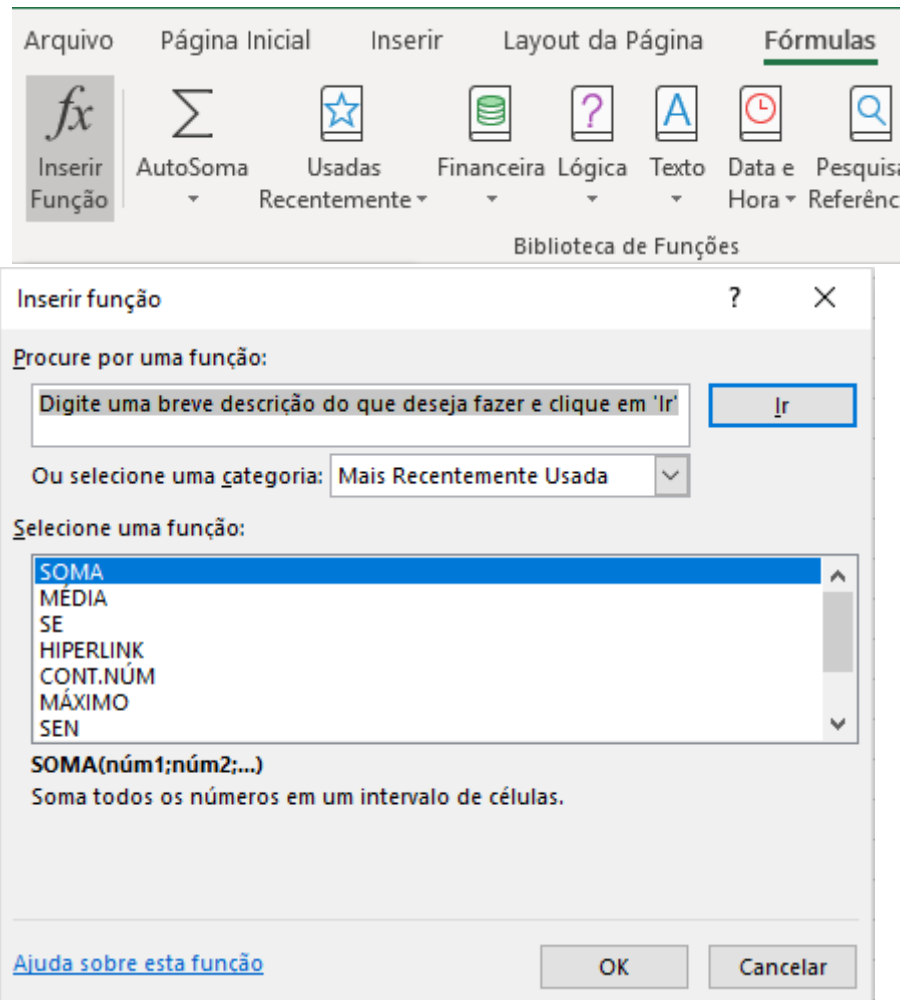 Arquivo Página Inicial Inserir Layout da Página Fórmulas
fx
Inserir Função
AutoSoma
Usadas Recentemente
Financeira
Lógica
Texto
Data e Hora
Biblioteca de Funções
Inserir função ? X
Procure por uma função:
Digite uma breve descrição do que deseja fazer e clique em 'Ir'
Ir
Ou selecione uma categoria: Mais Recentemente Usada
Selecione uma função:
SOMA
MÉDIA
SE
HIPERLINK
CONT.NÚM
MÁXIMO
SEN
SOMA(núm1;núm2;...)
Soma todos os números em um intervalo de células.
Ajuda sobre esta função
OK
Cancelar